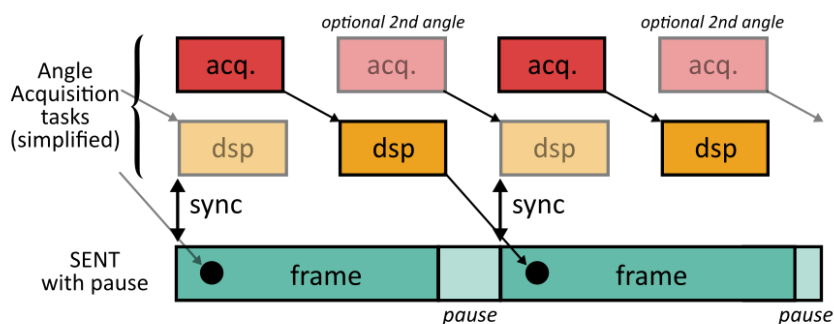 optional 2nd angle
optional 2nd angle
Angle
Acquisition
tasks
(simplified)
acq.
acq.
acq.
acq.
dsp
dsp
dsp
dsp
sync
sync
SENT
with pause
frame
frame
pause
pause